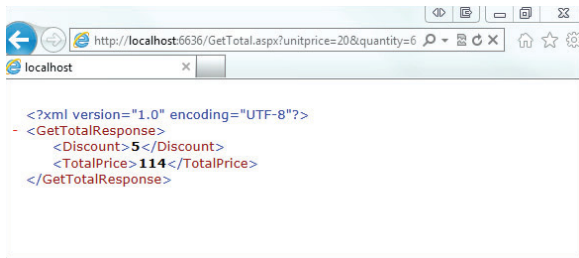 http://localhost:6636/GetTotal.aspx?unitprice=20&quantity=6
localhost
<?xml version="1.0" encoding="UTF-8"?>
- <GetTotalResponse>
<Discount>5</Discount>
<TotalPrice>114</TotalPrice>
</GetTotalResponse>